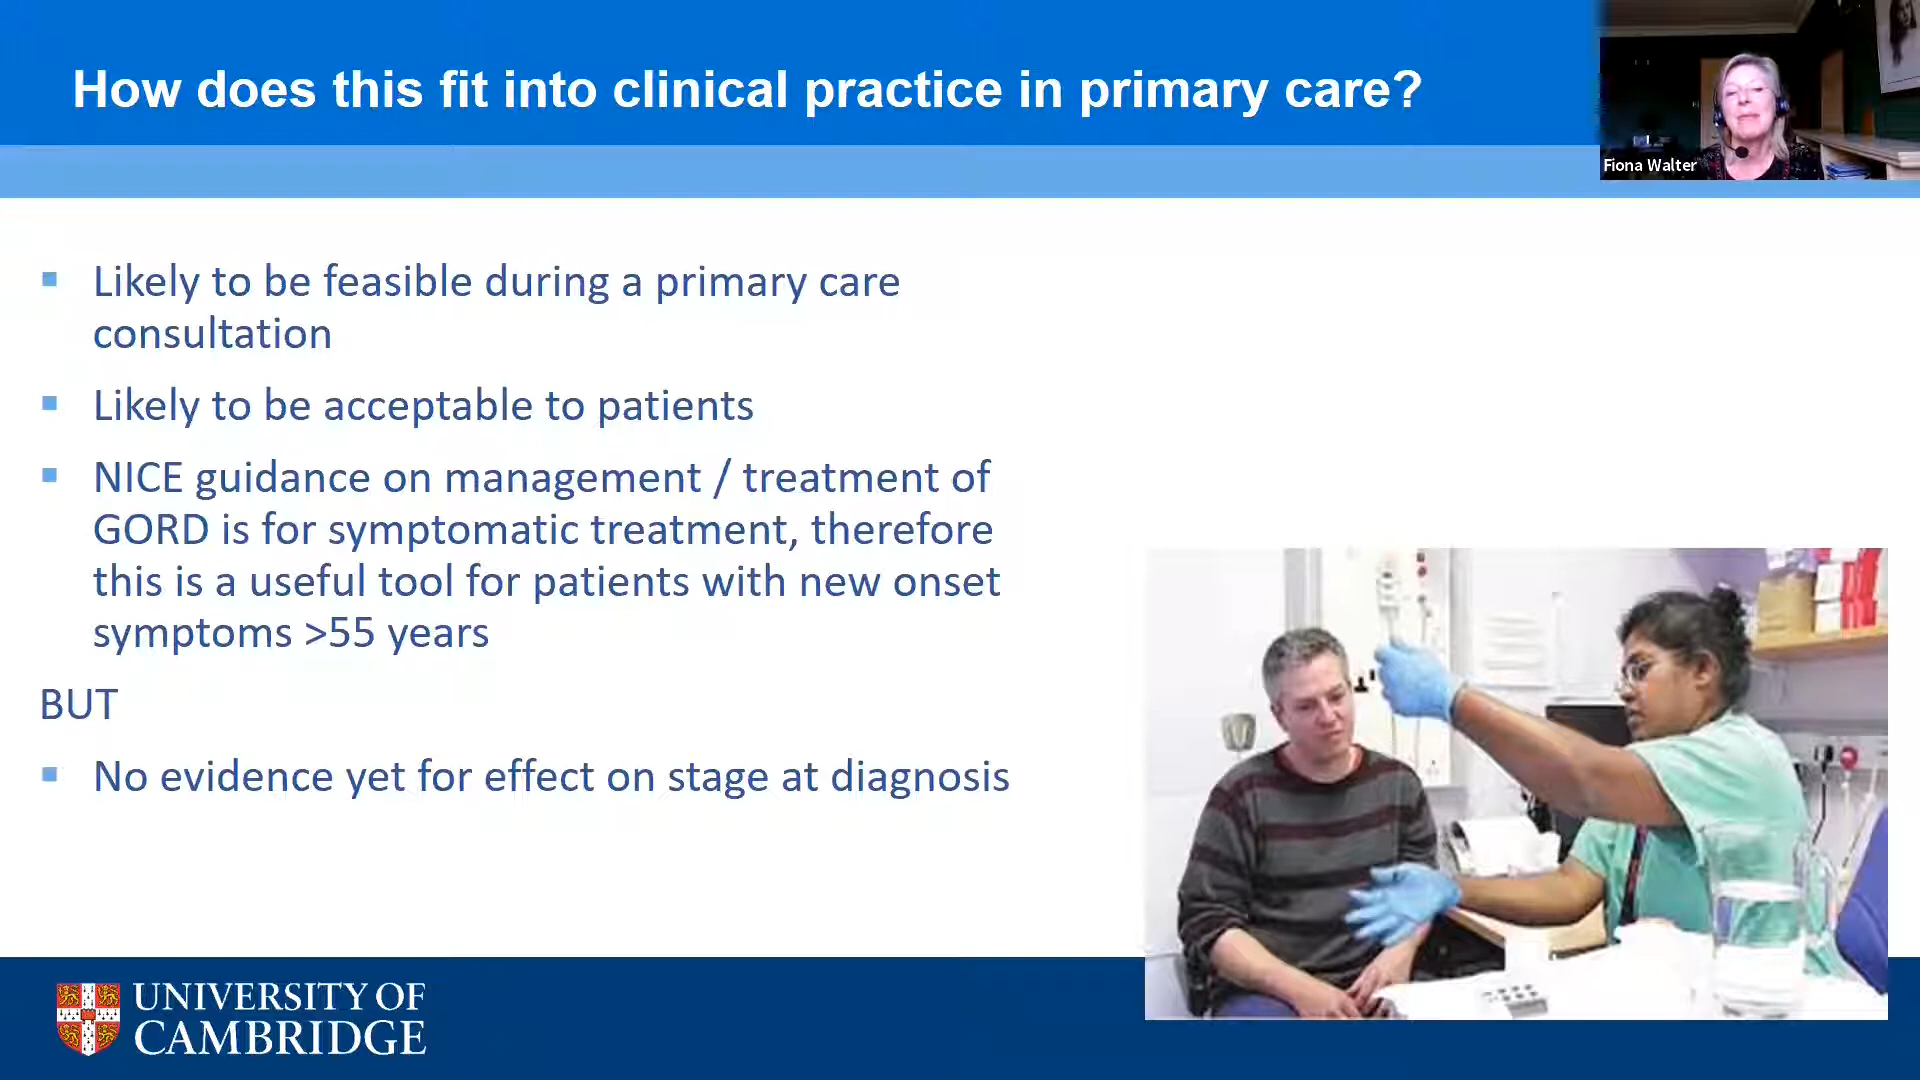 How does this fit into clinical practice in primary care?
Fiona Walter
Likely to be feasible during a primary care
consultation
Likely to be acceptable to patients
NICE guidance on management / treatment of
GORD is for symptomatic treatment, therefore
this is a useful tool for patients with new onset
symptoms >55 years
BUT
No evidence yet for effect on stage at diagnosis
UNIVERSITY OF
CAMBRIDGE